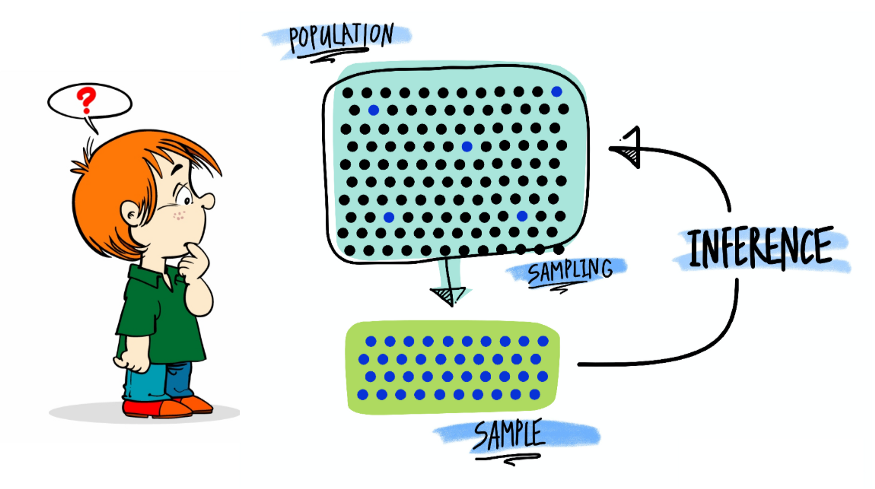 ?
POPULATION
SAMPLING
INFERENCE
SAMPLE